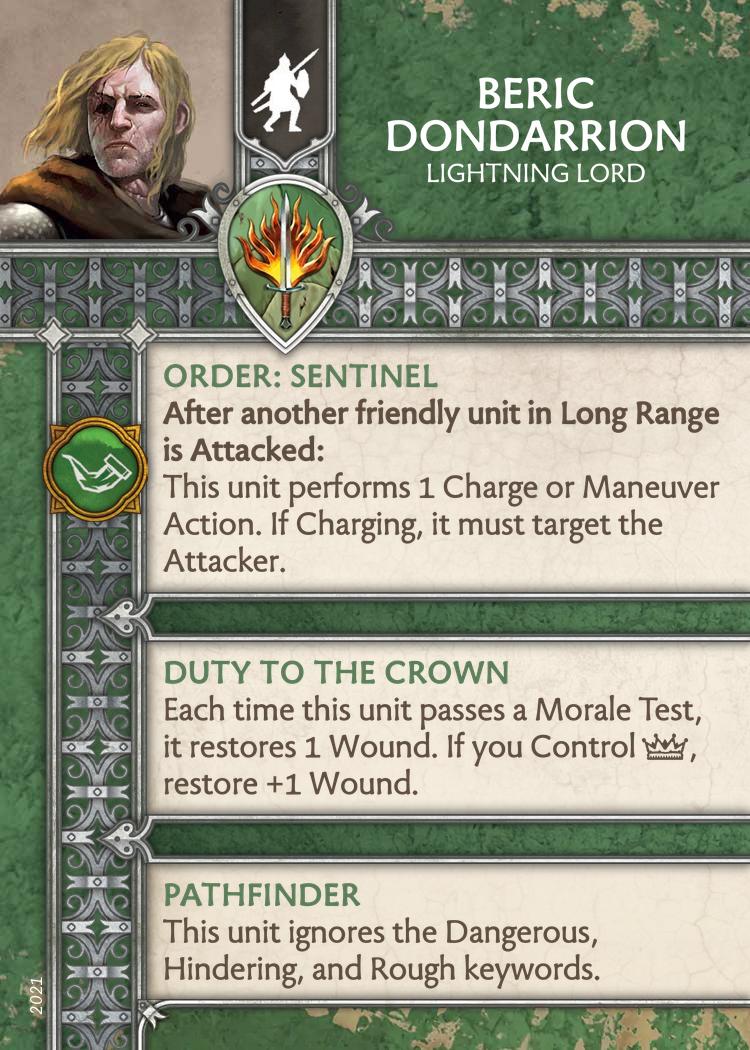 BERIC
DONDARRION
LIGHTNING LORD
ORDER: SENTINEL
After another friendly unit in Long Range
is Attacked:
This unit performs 1 Charge or Maneuver
Action. If Charging, it must target the
Attacker.
DUTY TO THE CROWN
Each time this unit passes a Morale Test,
it restores 1 Wound. If you Control ,
restore +1 Wound.
PATHFINDER
This unit ignores the Dangerous,
Hindering, and Rough keywords.
2021